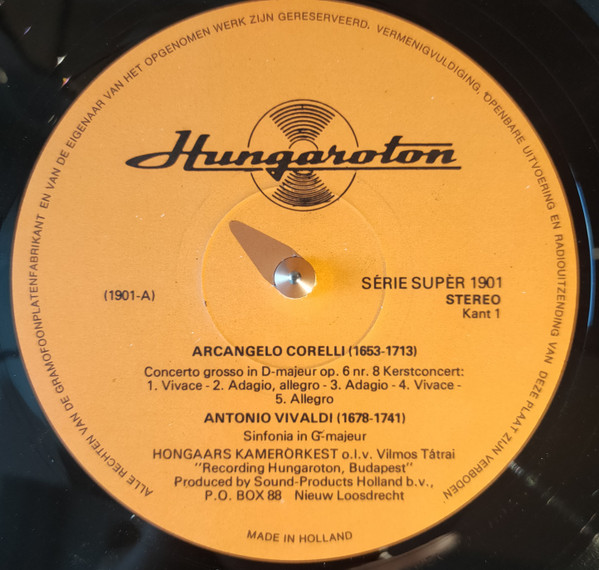 ALLE RECHTEN VAN DE GRAMOFOONPLATENFABRIKANT EN VAN DE EIGENAAR VAN HET OPGENOMEN WERK ZIJN GERESERVEERD. VERMENIGVULDIGING, OPENBARE UITVOERING EN RADIOUITZENDING VAN DEZE PLAAT ZIJN VERBODEN
Hungaroton
(1901-A)
SÉRIE SUPÈR 1901
STEREO
Kant 1
ARCANGELO CORELLI (1653-1713)
Concerto grosso in D-majeur op. 6 nr. 8 Kerstconcert:
1. Vivace - 2. Adagio, allegro - 3. Adagio - 4. Vivace -
5. Allegro
ANTONIO VIVALDI (1678-1741)
Sinfonia in G-majeur
HONGAARS KAMERORKEST o.l.v. Vilmos Tátrai
"Recording Hungaroton, Budapest"
Produced by Sound-Products Holland b.v.,
P.O. BOX 88 Nieuw Loosdrecht
MADE IN HOLLAND